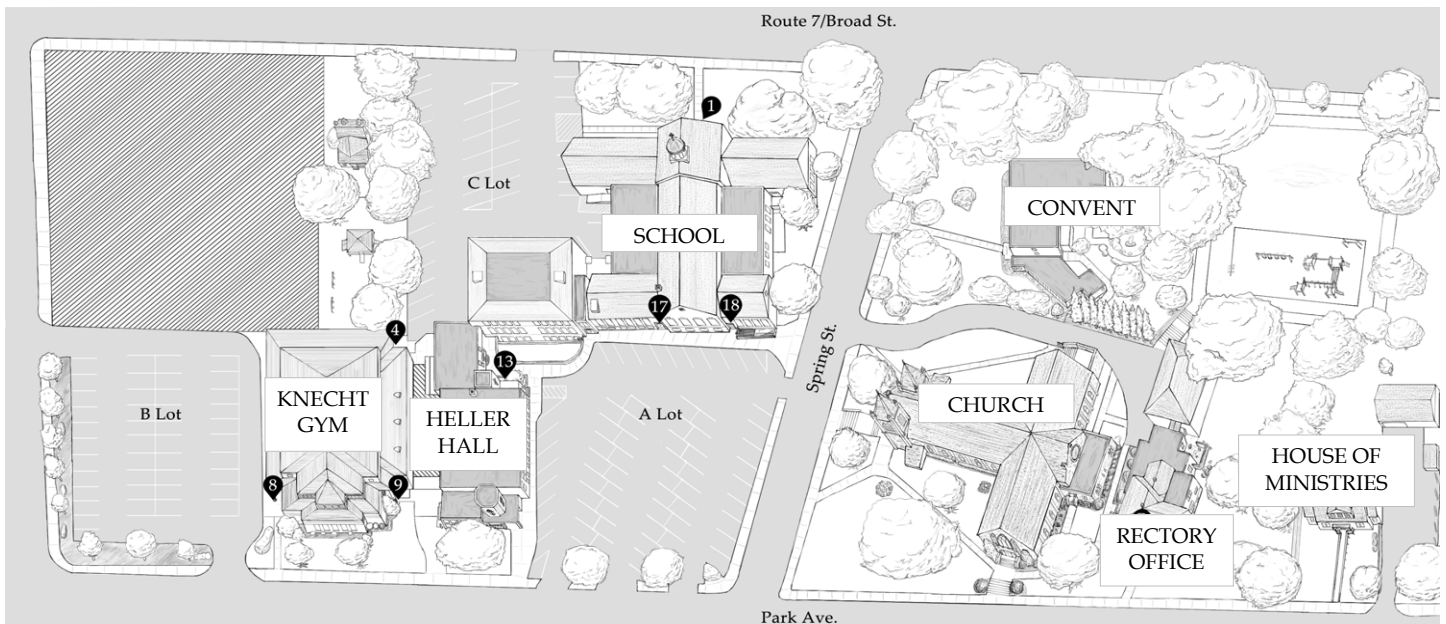 Route 7/Broad St.
1
C Lot
CONVENT
SCHOOL
17
18
4
Spring St.
13
KNECHT
GYM
HELLER
HALL
B Lot
A Lot
CHURCH
HOUSE OF
MINISTRIES
8
9
RECTORY
OFFICE
Park Ave.